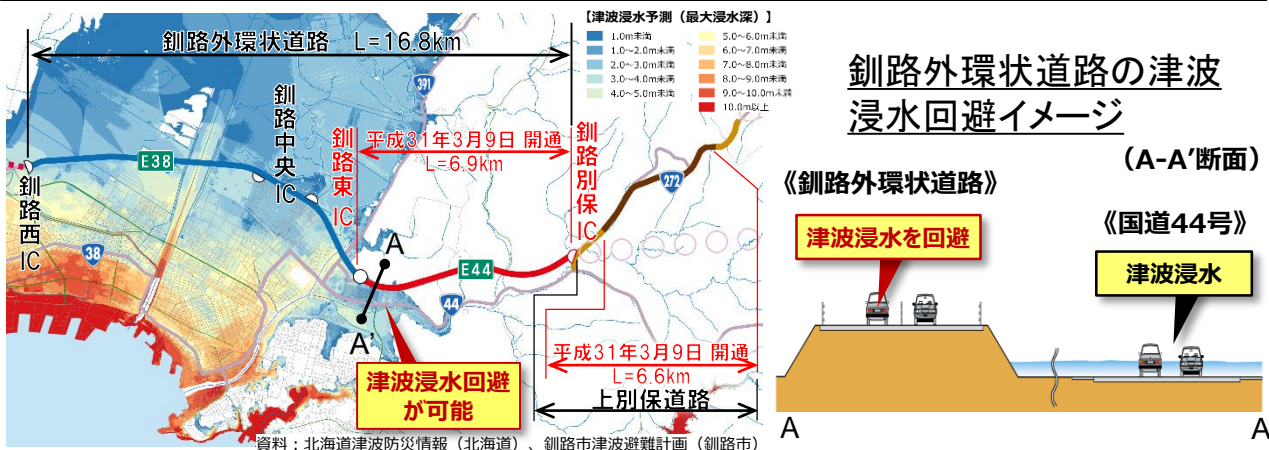 【津波浸水予測（最大浸水深）】
1.0m未満
1.0～2.0m未満
2.0～3.0m未満
3.0～4.0m未満
4.0～5.0m未満
5.0～6.0m未満
6.0～7.0m未満
7.0～8.0m未満
8.0～9.0m未満
9.0～10.0m未満
10.0m以上
釧路外環状道路 L=16.8km
391
平成31年3月9日 開通
L=6.9km
釧路西IC
E38
釧路中央IC
釧路東IC
釧路別保IC
272
38
A
E44
44
A'
津波浸水回避
が可能
平成31年3月9日 開通
L=6.6km
上別保道路
資料：北海道津波防災情報（北海道）、釧路市津波避難計画（釧路市）
釧路外環状道路の津波
浸水回避イメージ
（A-A’断面）
《釧路外環状道路》
津波浸水を回避
《国道44号》
津波浸水
A
A